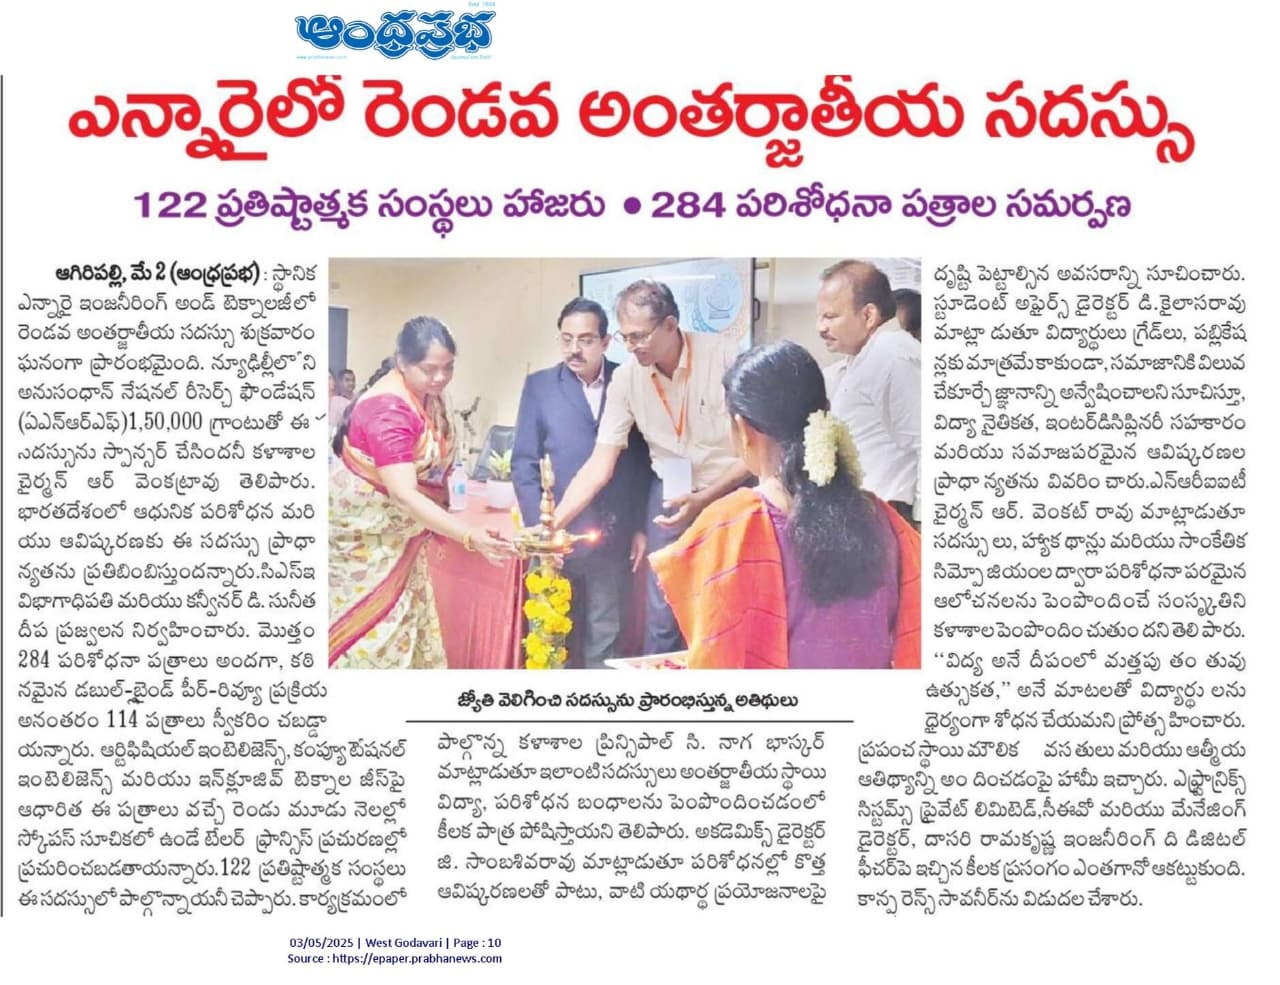 Estd: 1938
ఆంధ్రప్రభ
www.prabhanews.com
ఎన్నారైలో రెండవ అంతర్జాతీయ సదస్సు
122 ప్రతిష్టాత్మక సంస్థలు హాజరు ● 284 పరిశోధనా పత్రాల సమర్పణ
ఆగిరిపల్లి, మే 2 (ఆంధ్రప్రభ) : స్థానిక
ఎన్నారై ఇంజనీరింగ్ అండ్ టెక్నాలజీలో
రెండవ అంతర్జాతీయ సదస్సు శుక్రవారం
ఘనంగా ప్రారంభమైంది. న్యూఢిల్లీలోని
అనుసంధాన్ నేషనల్ రీసెర్చ్ ఫౌండేషన్
(ఏఎన్ఆర్ఎఫ్)1,50,000 గ్రాంటుతో ఈ
సదస్సును స్పాన్సర్ చేసిందనీ కళాశాల
చైర్మన్ ఆర్ వెంకట్రావు తెలిపారు.
భారతదేశంలో ఆధునిక పరిశోధన మరి
యు ఆవిష్కరణకు ఈ సదస్సు ప్రాధా
న్యతను ప్రతిబింబిస్తుందన్నారు.సిఎస్ఇ
విభాగాధిపతి మరియు కన్వీనర్ డి. సునీత
దీప ప్రజ్వలన నిర్వహించారు. మొత్తం
284 పరిశోధనా పత్రాలు అందగా, కఠి
నమైన డబుల్-బ్లైండ్ పీర్-రివ్యూ ప్రక్రియ
అనంతరం 114 పత్రాలు స్వీకరిం చబడ్డా
యన్నారు. ఆర్టిఫిషియల్ ఇంటెలిజెన్స్, కంప్యూటేషనల్
ఇంటెలిజెన్స్ మరియు ఇన్‌క్లూజివ్ టెక్నాల జీస్‌పై
ఆధారిత ఈ పత్రాలు వచ్చే రెండు మూడు నెలల్లో
స్కోపస్ సూచికలో ఉండే టేలర్ ఫ్రాన్సిస్ ప్రచురణల్లో
ప్రచురించబడతాయన్నారు.122 ప్రతిష్టాత్మక సంస్థలు
ఈ సదస్సులో పాల్గొన్నాయనీ చెప్పారు. కార్యక్రమంలో
జ్యోతి వెలిగించి సదస్సును ప్రారంభిస్తున్న అతిథులు
పాల్గొన్న కళాశాల ప్రిన్సిపాల్ సి. నాగ భాస్కర్
మాట్లాడుతూ ఇలాంటి సదస్సులు అంతర్జాతీయ స్థాయి
విద్యా, పరిశోధన బంధాలను పెంపొందించడంలో
కీలక పాత్ర పోషిస్తాయని తెలిపారు. అకడెమిక్స్ డైరెక్టర్
జి. సాంబశివరావు మాట్లాడుతూ పరిశోధనల్లో కొత్త
ఆవిష్కరణలతో పాటు, వాటి యథార్థ ప్రయోజనాలపై
దృష్టి పెట్టాల్సిన అవసరాన్ని సూచించారు.
స్టూడెంట్ అఫైర్స్ డైరెక్టర్ డి.కైలాసరావు
మాట్లా డుతూ విద్యార్థులు గ్రేడ్‌లు, పబ్లికేష
న్లకు మాత్రమే కాకుండా, సమాజానికి విలువ
చేకూర్చే జ్ఞానాన్ని అన్వేషించాలని సూచిస్తూ,
విద్యా నైతికత, ఇంటర్‌డిసిప్లినరీ సహకారం
మరియు సమాజపరమైన ఆవిష్కరణల
ప్రాధా న్యతను వివరిం చారు.ఎన్ఆర్ఐఐటీ
చైర్మన్ ఆర్. వెంకట్ రావు మాట్లాడుతూ
సదస్సు లు, హ్యాక థాన్లు మరియు సాంకేతిక
సిమ్పో జియంల ద్వారా పరిశోధనాపరమైన
ఆలోచనలను పెంపొందించే సంస్కృతిని
కళాశాల పెంపొందిం చుతుం దని తెలి పారు.
‘‘విద్య అనే దీపంలో మత్తపు తం తువు
ఉత్సుకత,’’ అనే మాటలతో విద్యార్థు లను
ధైర్యంగా శోధన చేయమని ప్రోత్స హించారు.
ప్రపంచ స్థాయి మౌలిక వస తులు మరియు ఆత్మీయ
ఆతిథ్యాన్ని అం దించడంపై హామీ ఇచ్చారు. ఎఫ్ట్రానిక్స్
సిస్టమ్స్ ప్రైవేట్ లిమిటెడ్,సీఈవో మరియు మేనేజింగ్
డైరెక్టర్, దాసరి రామకృష్ణ ఇంజనీరింగ్ ది డిజిటల్
ఫీచర్‌పె ఇచ్చిన కీలక ప్రసంగం ఎంతగానో ఆకట్టుకుంది.
కాన్ఫ రెన్స్ సావనీర్‌ను విడుదల చేశారు.
03/05/2025 | West Godavari | Page : 10
Source : https://epaper.prabhanews.com